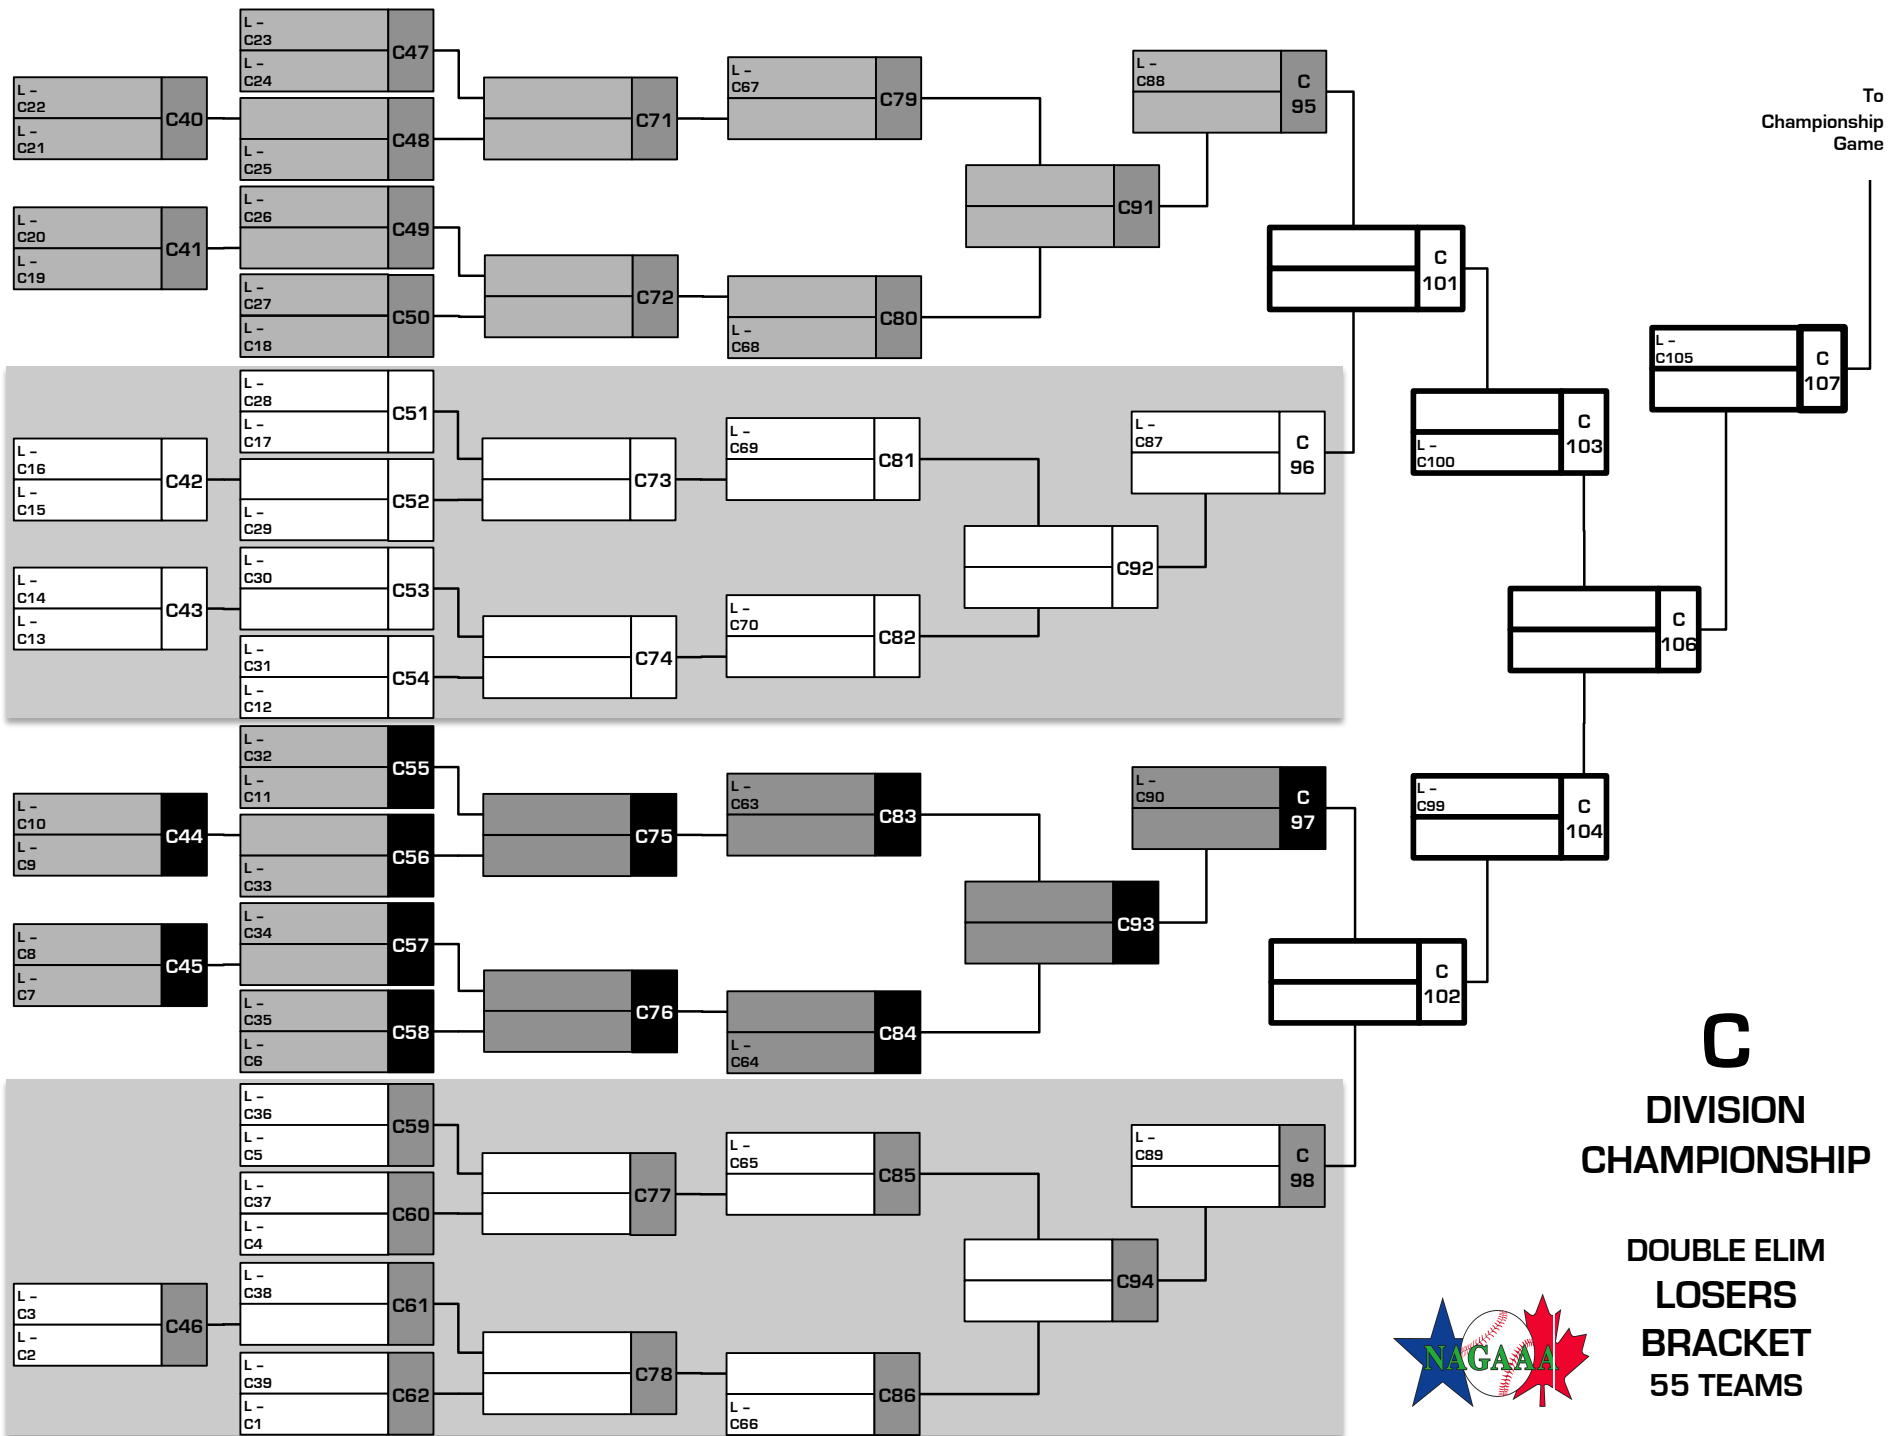 L –
C22
L –
C21
C40
L –
C20
L –
C19
C41
L –
C23
L –
C24
C47
L –
C25
C48
L –
C26
C49
L –
C27
L –
C18
C50
C71
C72
L –
C67
C79
L –
C68
C80
C91
L –
C88
C
95
L –
C16
L –
C15
C42
L –
C14
L –
C13
C43
L –
C28
L –
C17
C51
L –
C29
C52
L –
C30
C53
L –
C31
L –
C12
C54
C73
C74
L –
C69
C81
L –
C70
C82
C92
L –
C87
C
96
L –
C10
L –
C9
C44
L –
C8
L –
C7
C45
L –
C32
L –
C11
C55
L –
C33
C56
L –
C34
C57
L –
C35
L –
C6
C58
C75
C76
L –
C63
C83
L –
C64
C84
C93
L –
C90
C
97
L –
C3
L –
C2
C46
L –
C36
L –
C5
C59
L –
C37
L –
C4
C60
L –
C38
C61
L –
C39
L –
C1
C62
C77
C78
L –
C65
C85
L –
C66
C86
C94
L –
C89
C
98
C
101
C
102
L –
C100
C
103
L –
C99
C
104
C
106
L –
C105
C
107
To
Championship
Game
C
DIVISION
CHAMPIONSHIP
DOUBLE ELIM
LOSERS
BRACKET
55 TEAMS
NAGAAA